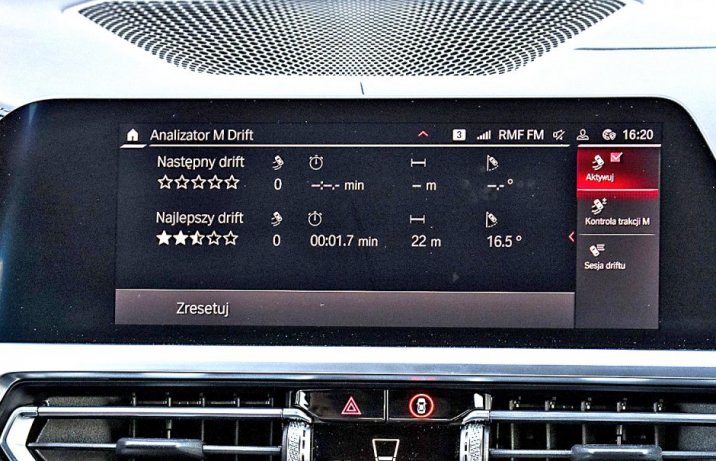 Analizator M Drift 3 RMF FM 16:20
Następny drift
0 --:--.- min -- m --.- °
Aktywuj
Najlepszy drift
0 00:01.7 min 22 m 16.5 °
Kontrola trakcji M
Sesja driftu
Zresetuj